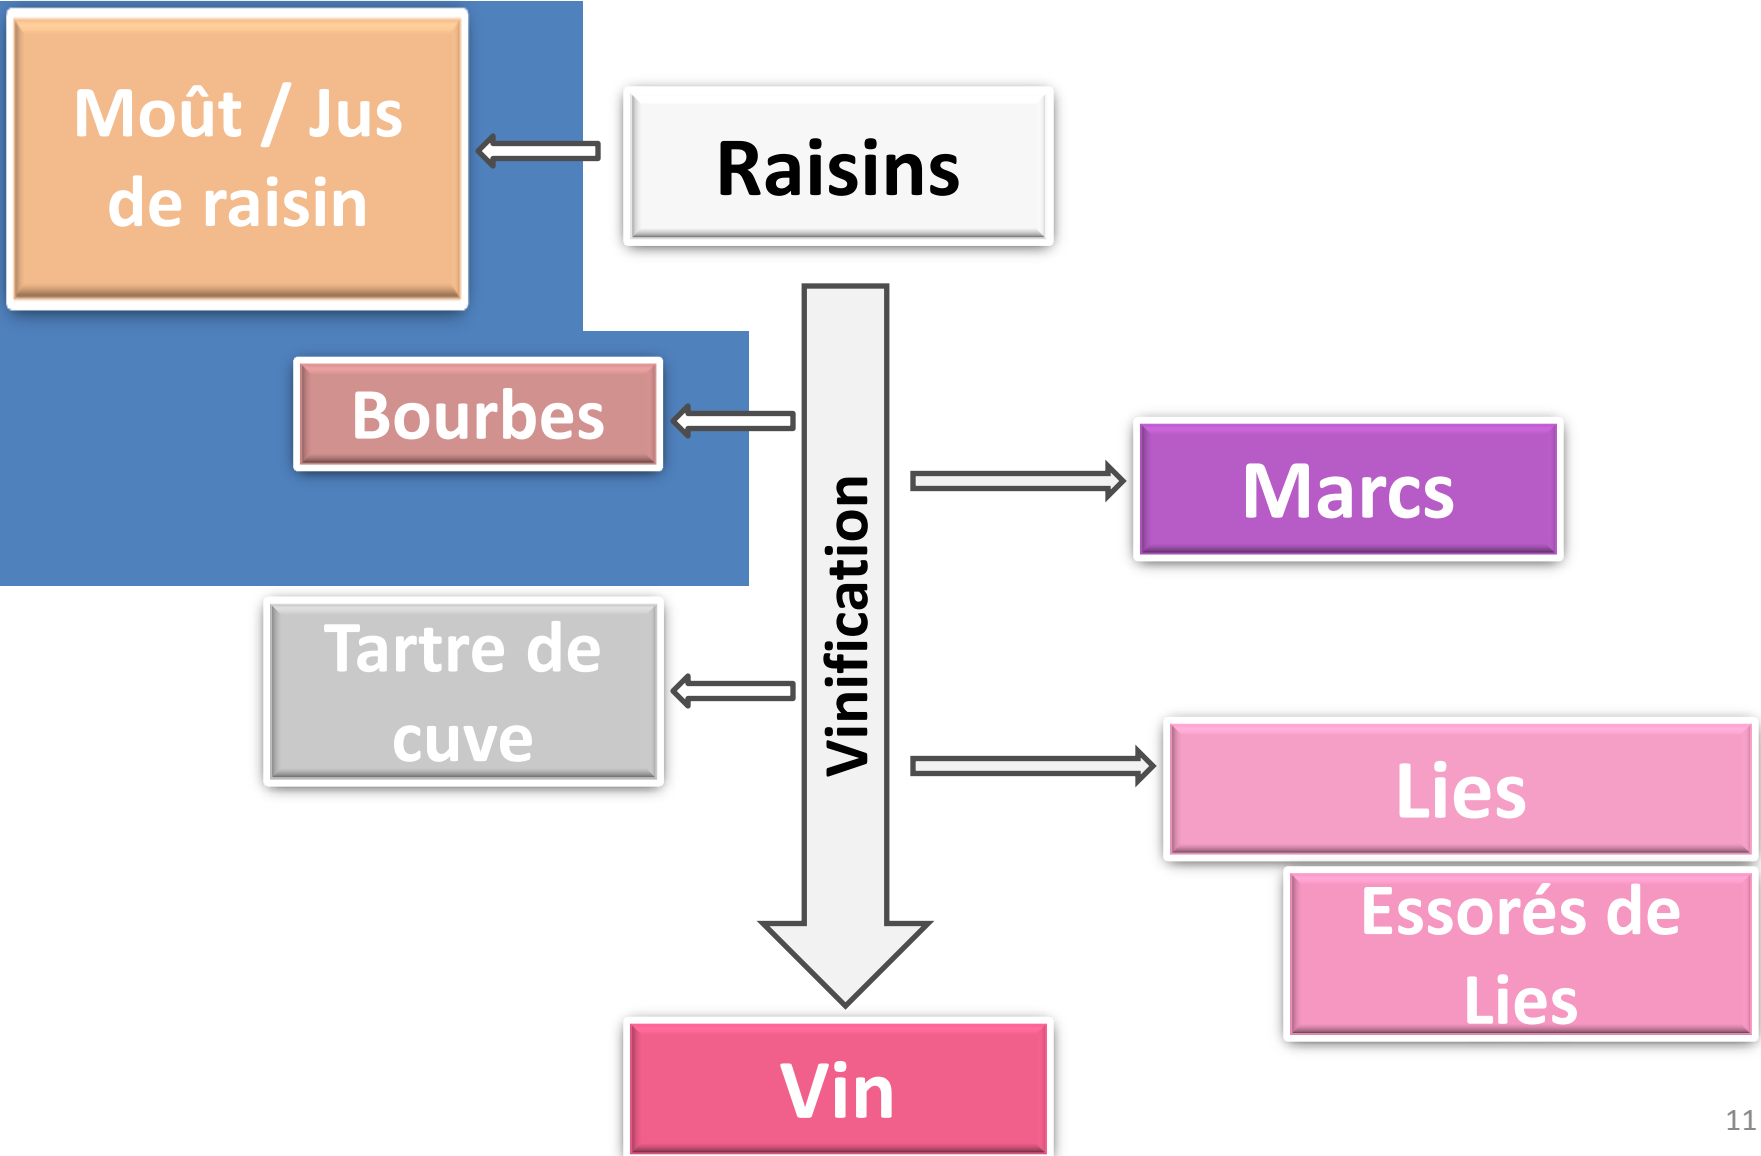 Moût / Jus
de raisin
Raisins
Bourbes
Marcs
Vinification
Tartre de
cuve
Lies
Essorés de
Lies
Vin
11